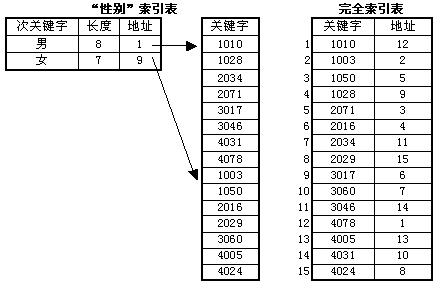 “性别”索引表
次关键字 长度 地址
男 8 1
女 7 9
关键字
1010
1028
2034
2071
3017
3046
4031
4078
1003
1050
2016
2029
3060
4005
4024
完全索引表
关键字 地址
1 1010 12
2 1003 2
3 1050 5
4 1028 9
5 2071 3
6 2016 4
7 2034 11
8 2029 15
9 3017 6
10 3060 7
11 3046 14
12 4078 1
13 4005 13
14 4031 10
15 4024 8